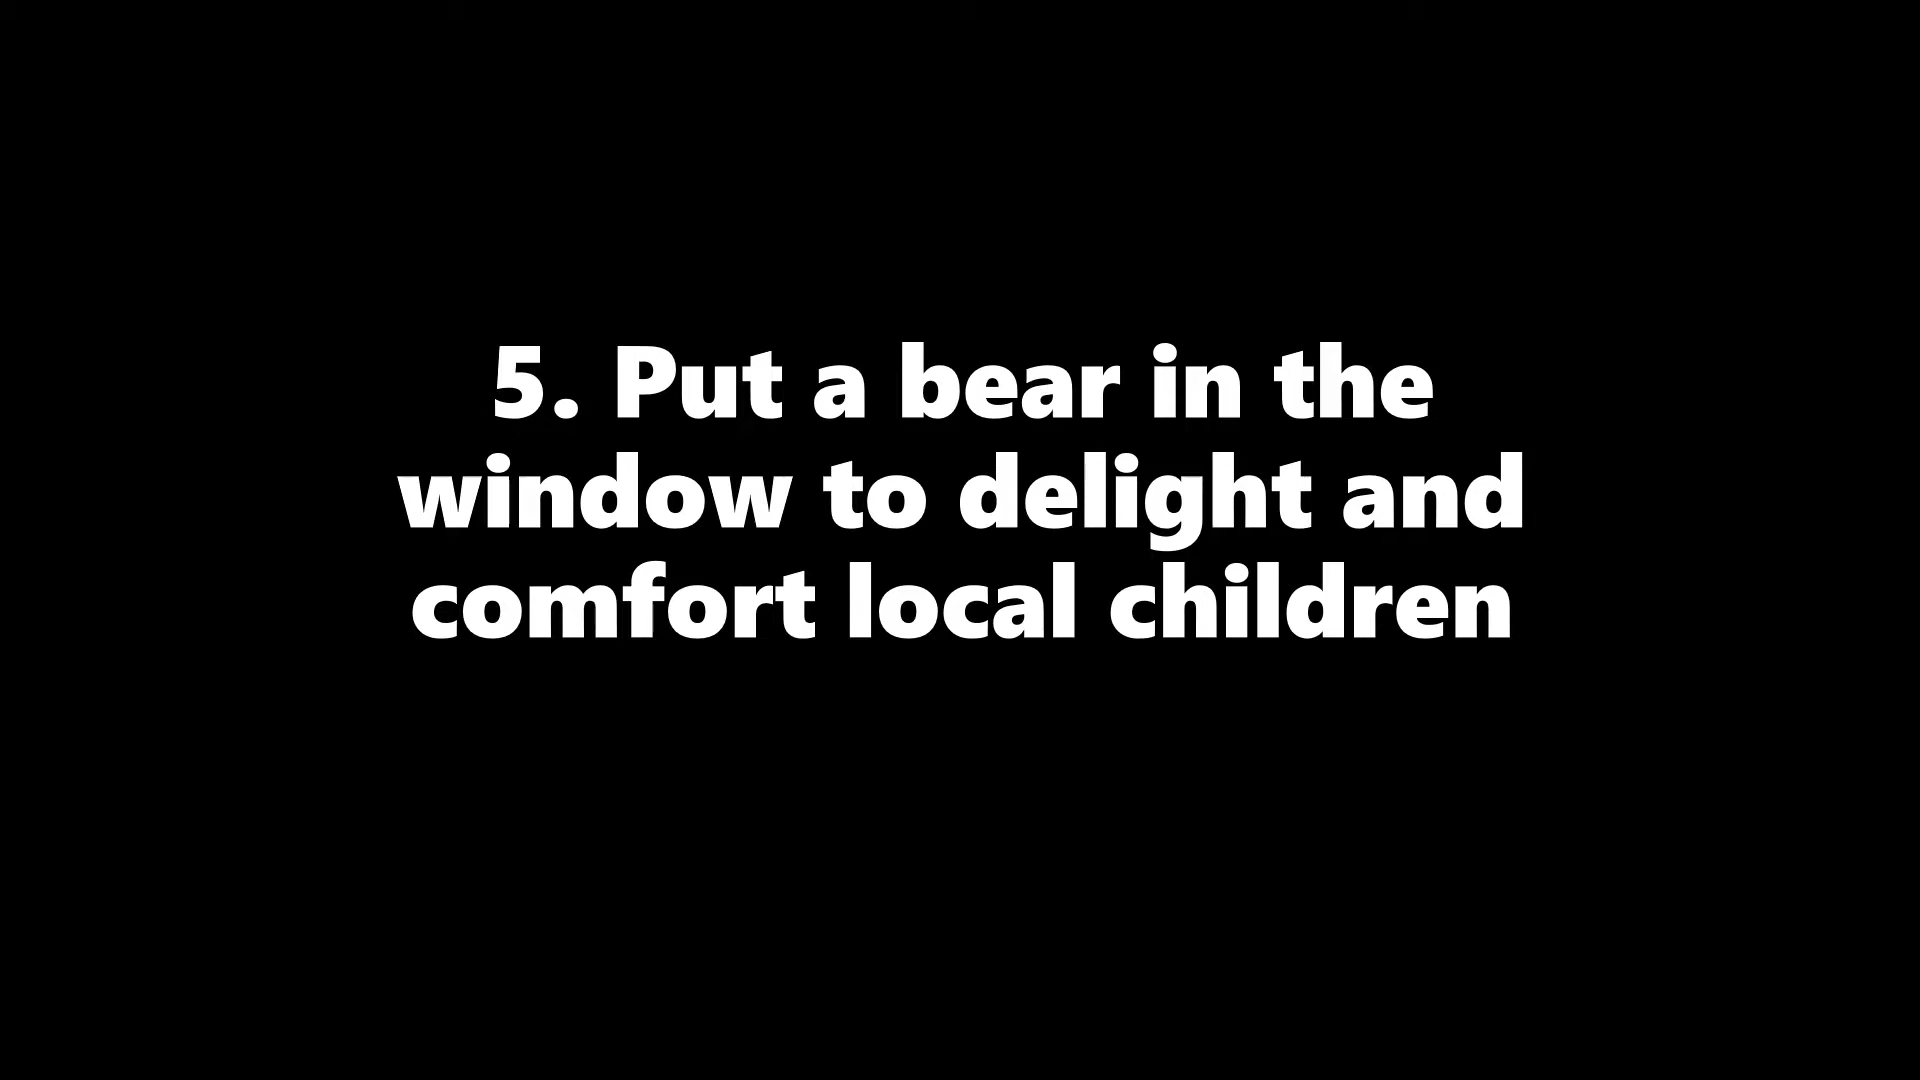 5. Put a bear in the
window to delight and
comfort local children